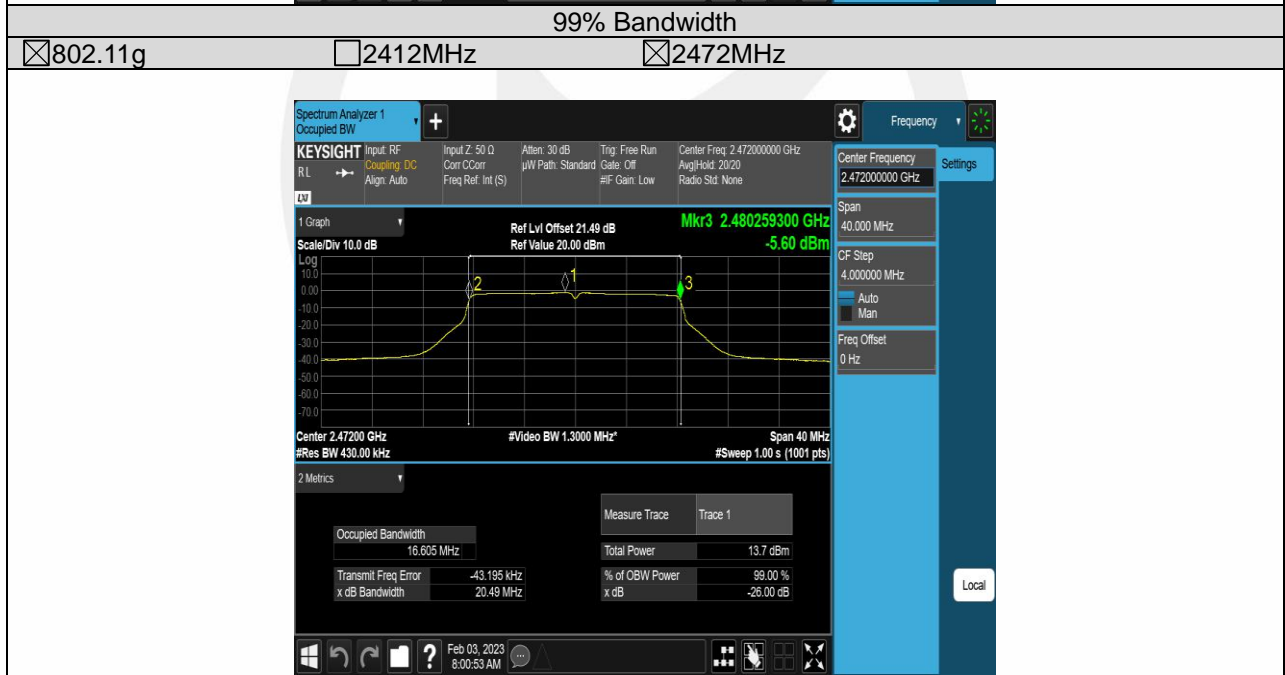 99% Bandwidth
☒802.11g ☐2412MHz ☒2472MHz
Spectrum Analyzer 1
Occupied BW
+
Frequency
KEYSIGHT Input: RF Input Z: 50 Ω Atten: 30 dB Trig: Free Run Center Freq: 2.472000000 GHz
RL Coupling: DC Corr CCorr µW Path: Standard Gate: Off Avg|Hold: 20/20
Align: Auto Freq Ref: Int (S) #IF Gain: Low Radio Std: None
LXI
Center Frequency
2.472000000 GHz
Settings
Span
40.000 MHz
CF Step
4.000000 MHz
Auto
Man
Freq Offset
0 Hz
Local
1 Graph
Ref Lvl Offset 21.49 dB Mkr3 2.480259300 GHz
Scale/Div 10.0 dB Ref Value 20.00 dBm -5.60 dBm
Log
10.0
0.00
-10.0
-20.0
-30.0
-40.0
-50.0
-60.0
-70.0
2
1
3
Center 2.47200 GHz #Video BW 1.3000 MHz* Span 40 MHz
#Res BW 430.00 kHz #Sweep 1.00 s (1001 pts)
2 Metrics
Measure Trace Trace 1
Occupied Bandwidth
16.605 MHz Total Power 13.7 dBm
Transmit Freq Error -43.195 kHz % of OBW Power 99.00 %
x dB Bandwidth 20.49 MHz x dB -26.00 dB
? Feb 03, 2023
8:00:53 AM